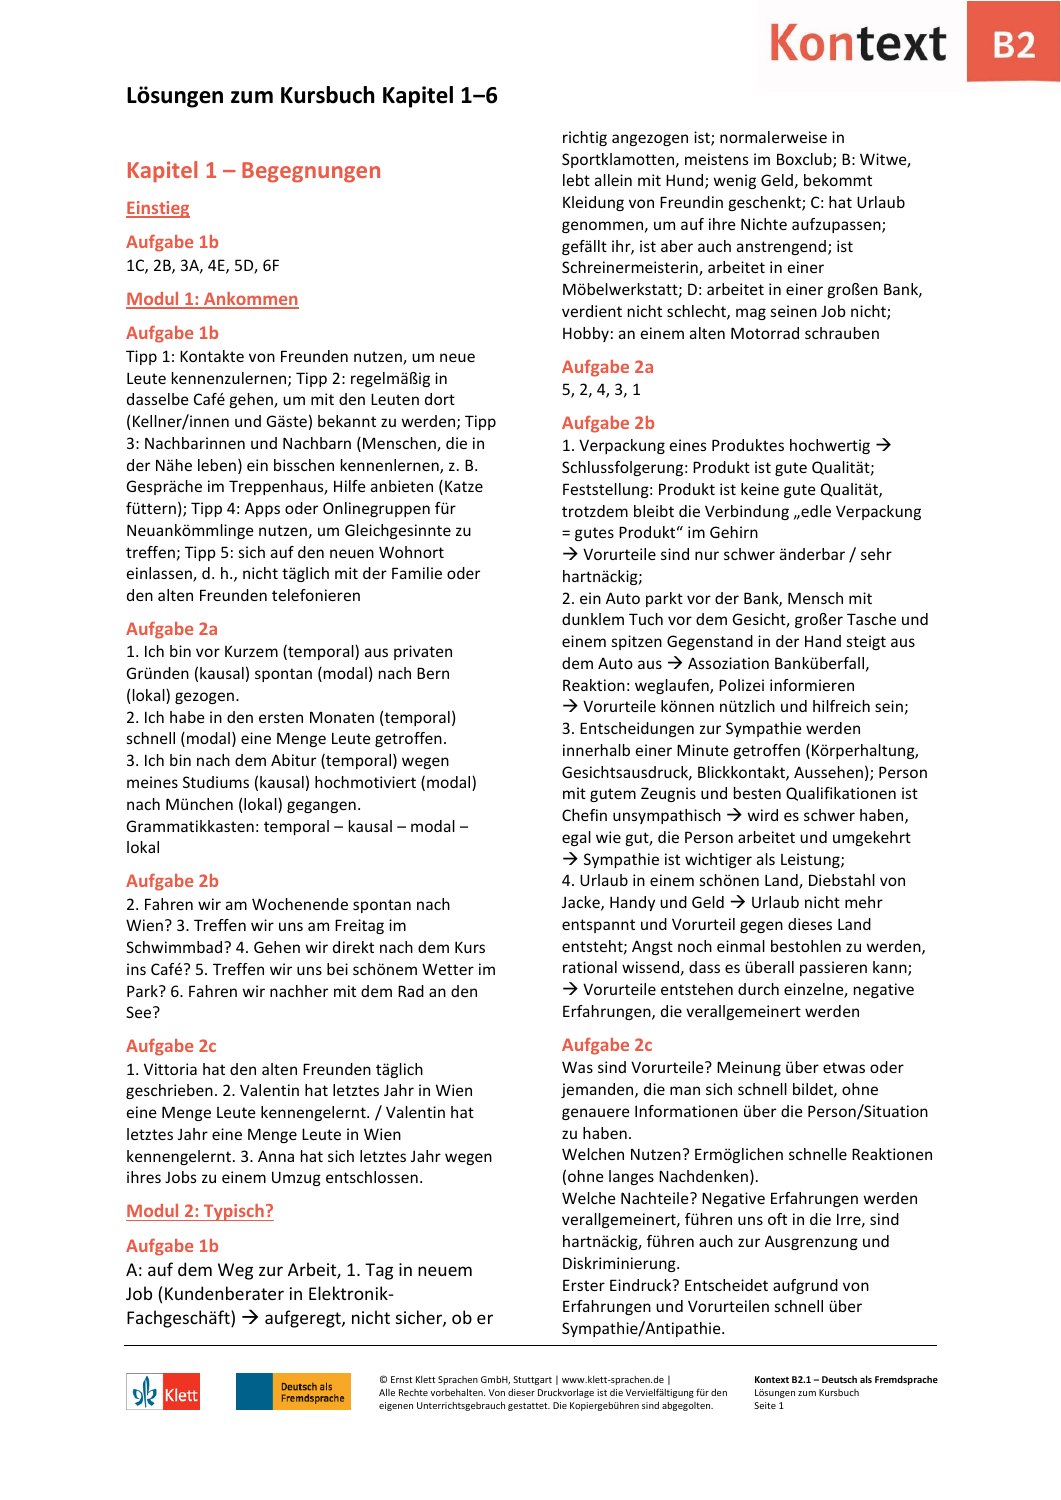 Kontext B2
Lösungen zum Kursbuch Kapitel 1–6
Kapitel 1 – Begegnungen
Einstieg
Aufgabe 1b
1C, 2B, 3A, 4E, 5D, 6F
Modul 1: Ankommen
Aufgabe 1b
Tipp 1: Kontakte von Freunden nutzen, um neue
Leute kennenzulernen; Tipp 2: regelmäßig in
dasselbe Café gehen, um mit den Leuten dort
(Kellner/innen und Gäste) bekannt zu werden; Tipp
3: Nachbarinnen und Nachbarn (Menschen, die in
der Nähe leben) ein bisschen kennenlernen, z. B.
Gespräche im Treppenhaus, Hilfe anbieten (Katze
füttern); Tipp 4: Apps oder Onlinegruppen für
Neuankömmlinge nutzen, um Gleichgesinnte zu
treffen; Tipp 5: sich auf den neuen Wohnort
einlassen, d. h., nicht täglich mit der Familie oder
den alten Freunden telefonieren
Aufgabe 2a
1. Ich bin vor Kurzem (temporal) aus privaten
Gründen (kausal) spontan (modal) nach Bern
(lokal) gezogen.
2. Ich habe in den ersten Monaten (temporal)
schnell (modal) eine Menge Leute getroffen.
3. Ich bin nach dem Abitur (temporal) wegen
meines Studiums (kausal) hochmotiviert (modal)
nach München (lokal) gegangen.
Grammatikkasten: temporal – kausal – modal –
lokal
Aufgabe 2b
2. Fahren wir am Wochenende spontan nach
Wien? 3. Treffen wir uns am Freitag im
Schwimmbad? 4. Gehen wir direkt nach dem Kurs
ins Café? 5. Treffen wir uns bei schönem Wetter im
Park? 6. Fahren wir nachher mit dem Rad an den
See?
Aufgabe 2c
1. Vittoria hat den alten Freunden täglich
geschrieben. 2. Valentin hat letztes Jahr in Wien
eine Menge Leute kennengelernt. / Valentin hat
letztes Jahr eine Menge Leute in Wien
kennengelernt. 3. Anna hat sich letztes Jahr wegen
ihres Jobs zu einem Umzug entschlossen.
Modul 2: Typisch?
Aufgabe 1b
A: auf dem Weg zur Arbeit, 1. Tag in neuem
Job (Kundenberater in Elektronik-
Fachgeschäft) → aufgeregt, nicht sicher, ob er
richtig angezogen ist; normalerweise in
Sportklamotten, meistens im Boxclub; B: Witwe,
lebt allein mit Hund; wenig Geld, bekommt
Kleidung von Freundin geschenkt; C: hat Urlaub
genommen, um auf ihre Nichte aufzupassen;
gefällt ihr, ist aber auch anstrengend; ist
Schreinermeisterin, arbeitet in einer
Möbelwerkstatt; D: arbeitet in einer großen Bank,
verdient nicht schlecht, mag seinen Job nicht;
Hobby: an einem alten Motorrad schrauben
Aufgabe 2a
5, 2, 4, 3, 1
Aufgabe 2b
1. Verpackung eines Produktes hochwertig →
Schlussfolgerung: Produkt ist gute Qualität;
Feststellung: Produkt ist keine gute Qualität,
trotzdem bleibt die Verbindung „edle Verpackung
= gutes Produkt“ im Gehirn
→ Vorurteile sind nur schwer änderbar / sehr
hartnäckig;
2. ein Auto parkt vor der Bank, Mensch mit
dunklem Tuch vor dem Gesicht, großer Tasche und
einem spitzen Gegenstand in der Hand steigt aus
dem Auto aus → Assoziation Banküberfall,
Reaktion: weglaufen, Polizei informieren
→ Vorurteile können nützlich und hilfreich sein;
3. Entscheidungen zur Sympathie werden
innerhalb einer Minute getroffen (Körperhaltung,
Gesichtsausdruck, Blickkontakt, Aussehen); Person
mit gutem Zeugnis und besten Qualifikationen ist
Chefin unsympathisch → wird es schwer haben,
egal wie gut, die Person arbeitet und umgekehrt
→ Sympathie ist wichtiger als Leistung;
4. Urlaub in einem schönen Land, Diebstahl von
Jacke, Handy und Geld → Urlaub nicht mehr
entspannt und Vorurteil gegen dieses Land
entsteht; Angst noch einmal bestohlen zu werden,
rational wissend, dass es überall passieren kann;
→ Vorurteile entstehen durch einzelne, negative
Erfahrungen, die verallgemeinert werden
Aufgabe 2c
Was sind Vorurteile? Meinung über etwas oder
jemanden, die man sich schnell bildet, ohne
genauere Informationen über die Person/Situation
zu haben.
Welchen Nutzen? Ermöglichen schnelle Reaktionen
(ohne langes Nachdenken).
Welche Nachteile? Negative Erfahrungen werden
verallgemeinert, führen uns oft in die Irre, sind
hartnäckig, führen auch zur Ausgrenzung und
Diskriminierung.
Erster Eindruck? Entscheidet aufgrund von
Erfahrungen und Vorurteilen schnell über
Sympathie/Antipathie.
Klett
Deutsch als
Fremdsprache
© Ernst Klett Sprachen GmbH, Stuttgart | www.klett-sprachen.de |
Alle Rechte vorbehalten. Von dieser Druckvorlage ist die Vervielfältigung für den
eigenen Unterrichtsgebrauch gestattet. Die Kopiergebühren sind abgegolten.
Kontext B2.1 – Deutsch als Fremdsprache
Lösungen zum Kursbuch
Seite 1